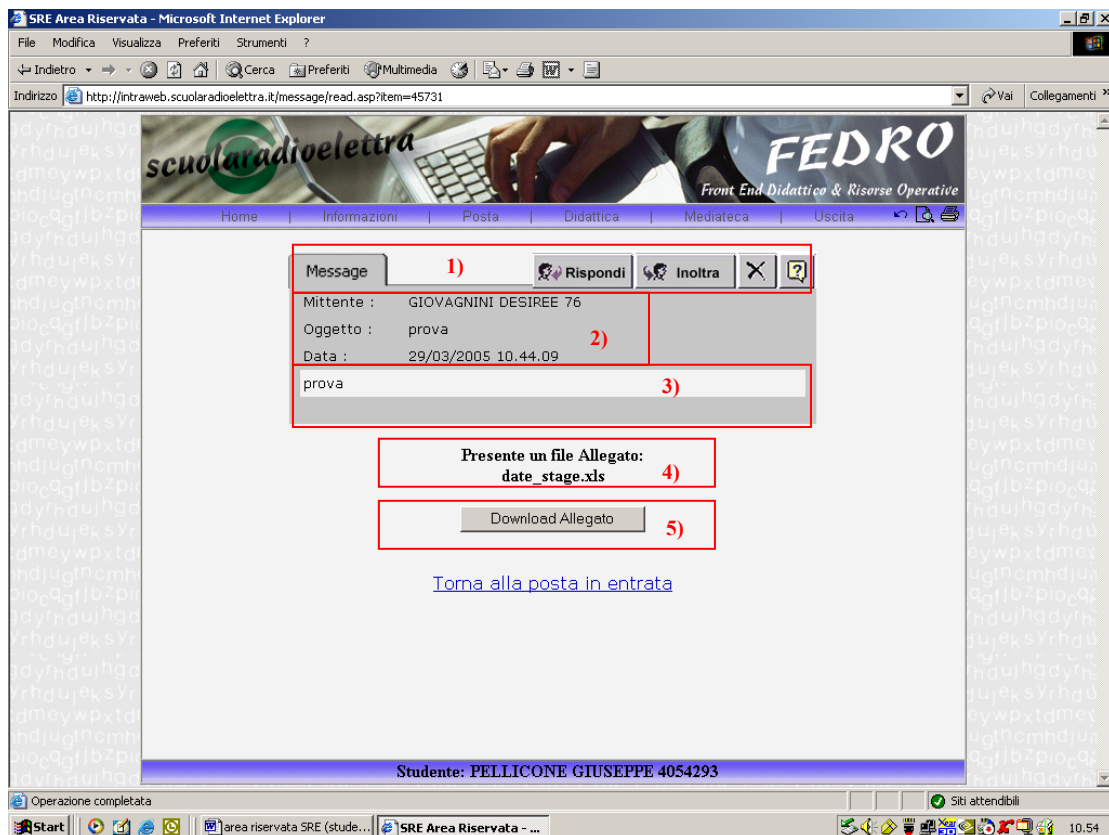 SRE Area Riservata - Microsoft Internet Explorer
File Modifica Visualizza Preferiti Strumenti ?
Indietro Cerca Preferiti Multimedia
Indirizzo http://intraweb.scuolaradioelettra.it/message/read.asp?item=45731 Vai Collegamenti »
scuolaradioelettra
FEDRO
Front End Didattico & Risorse Operative
Home | Informazioni | Posta | Didattica | Mediateca | Uscita
Message 1) Rispondi Inoltra
Mittente : GIOVAGNINI DESIREE 76
Oggetto : prova 2)
Data : 29/03/2005 10.44.09
prova 3)
Presente un file Allegato:
date_stage.xls 4)
Download Allegato 5)
Torna alla posta in entrata
Studente: PELLICONE GIUSEPPE 4054293
Operazione completata Siti attendibili
Start area riservata SRE (stude... SRE Area Riservata - ... 10.54